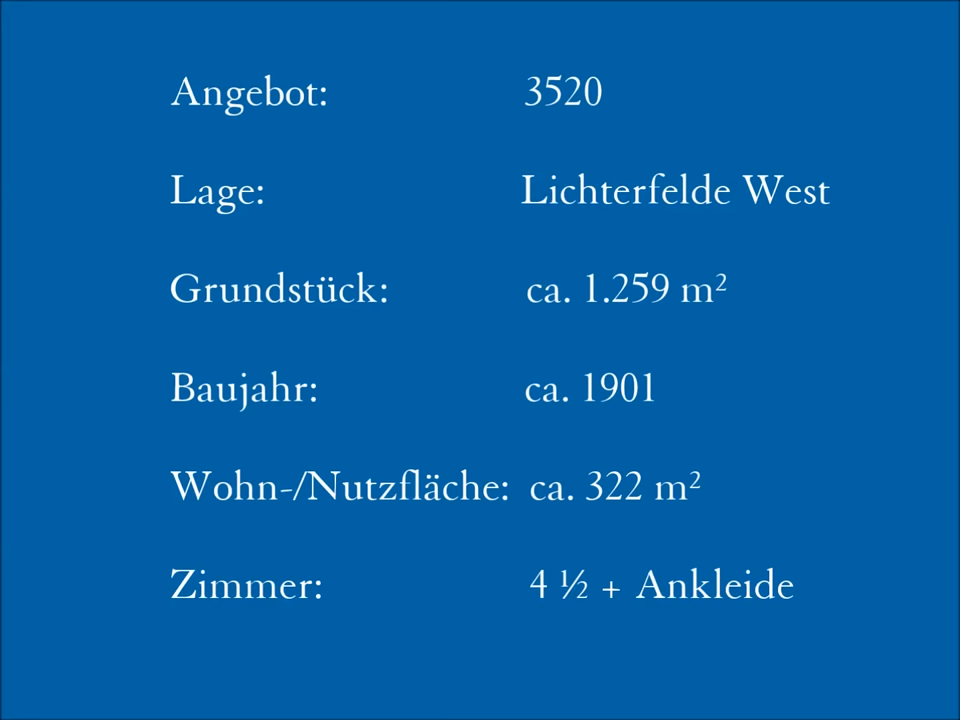 Angebot: 3520
Lage: Lichterfelde West
Grundstück: ca. 1.259 m²
Baujahr: ca. 1901
Wohn-/Nutzfläche: ca. 322 m²
Zimmer: 4 ½ + Ankleide